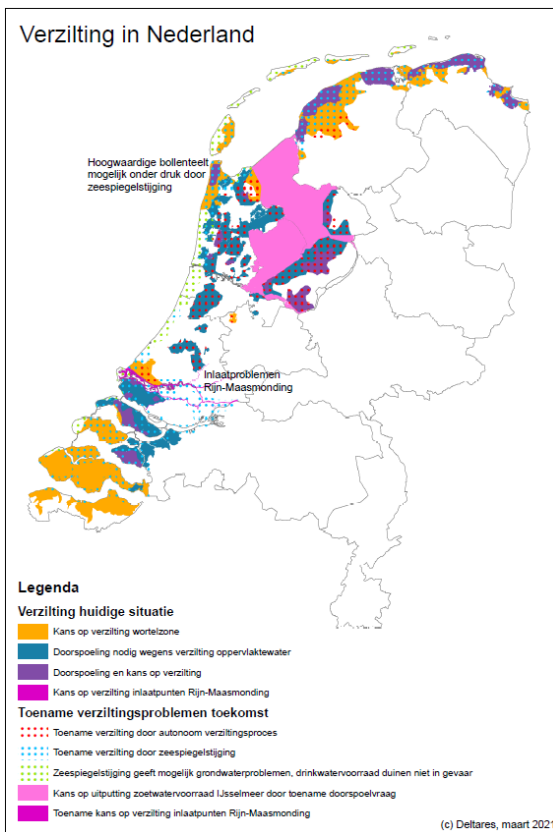 Verzilting in Nederland
Hoogwaardige bollenteelt
mogelijk onder druk door
zeespiegelstijging
Inlaatproblemen
Rijn-Maasmonding
Legenda
Verzilting huidige situatie
Kans op verzilting wortelzone
Doorspoeling nodig wegens verzilting oppervlaktewater
Doorspoeling en kans op verzilting
Kans op verzilting inlaatpunten Rijn-Maasmonding
Toename verziltingsproblemen toekomst
Toename verzilting door autonoom verziltingsproces
Toename verzilting door zeespiegelstijging
Zeespiegelstijging geeft mogelijk grondwaterproblemen, drinkwatervoorraad duinen niet in gevaar
Kans op uitputting zoetwatervoorraad IJsselmeer door toename doorspoelvraag
Toename kans op verzilting inlaatpunten Rijn-Maasmonding
(c) Deltares, maart 2021